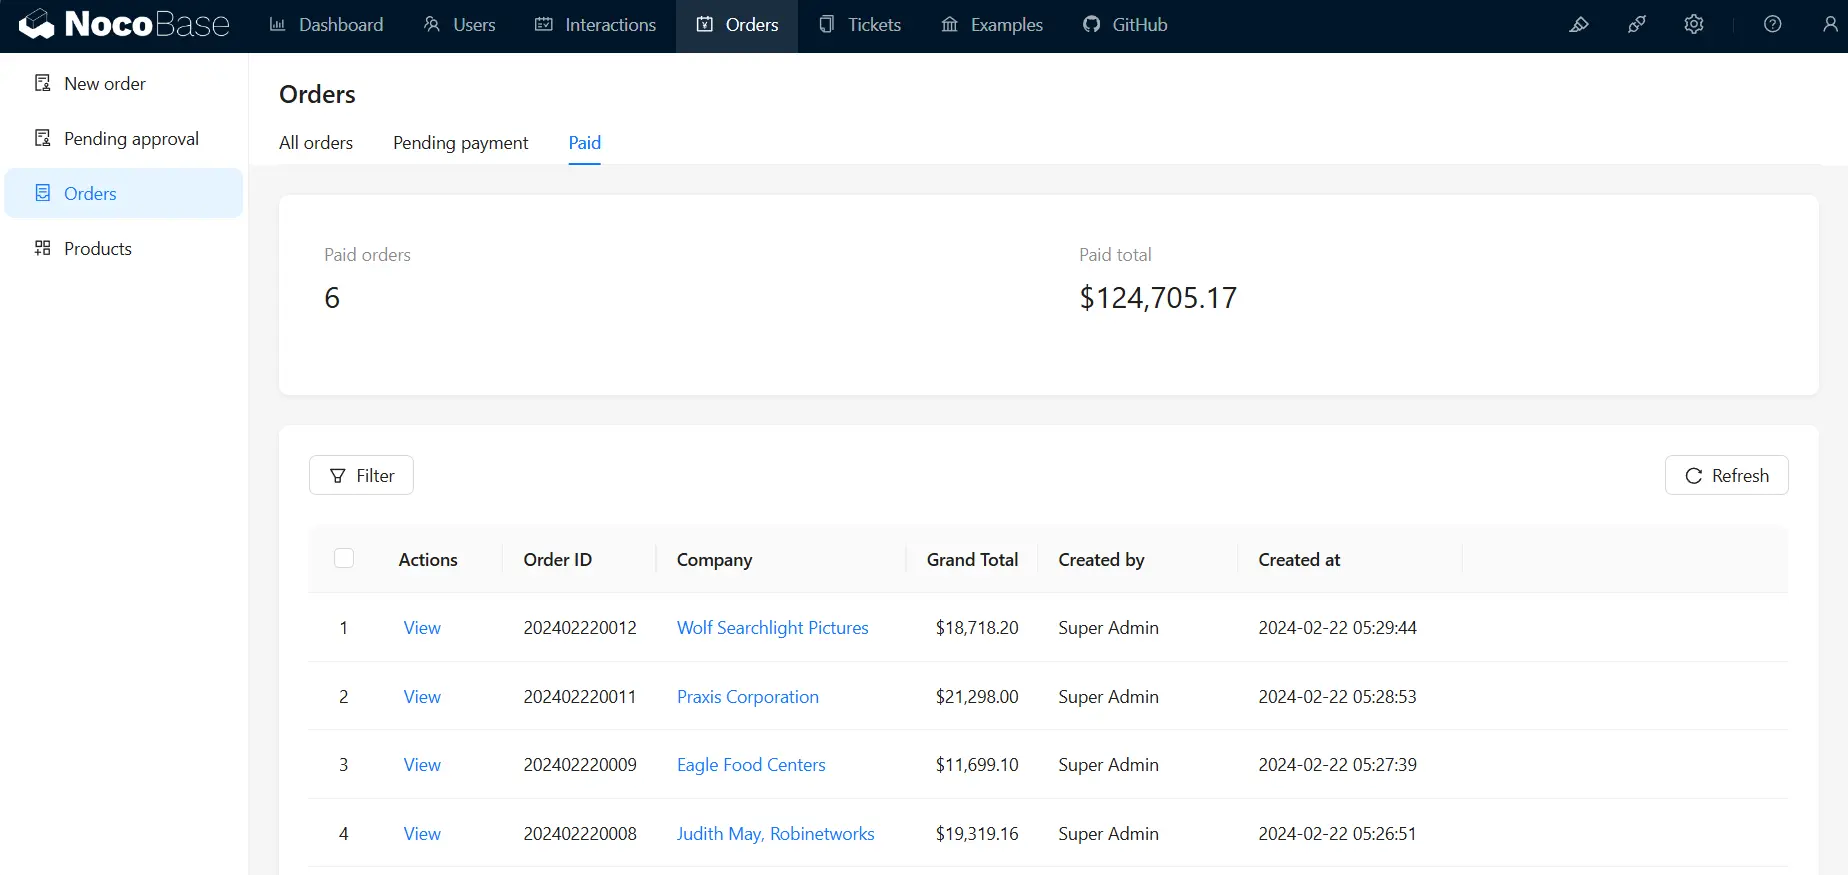 NocoBase Dashboard Users Interactions Orders Tickets Examples GitHub
New order
Pending approval
Orders
Products
Orders
All orders Pending payment Paid
Paid orders Paid total
6 $124,705.17
Filter Refresh
Actions Order ID Company Grand Total Created by Created at
1 View 202402220012 Wolf Searchlight Pictures $18,718.20 Super Admin 2024-02-22 05:29:44
2 View 202402220011 Praxis Corporation $21,298.00 Super Admin 2024-02-22 05:28:53
3 View 202402220009 Eagle Food Centers $11,699.10 Super Admin 2024-02-22 05:27:39
4 View 202402220008 Judith May, Robinetworks $19,319.16 Super Admin 2024-02-22 05:26:51